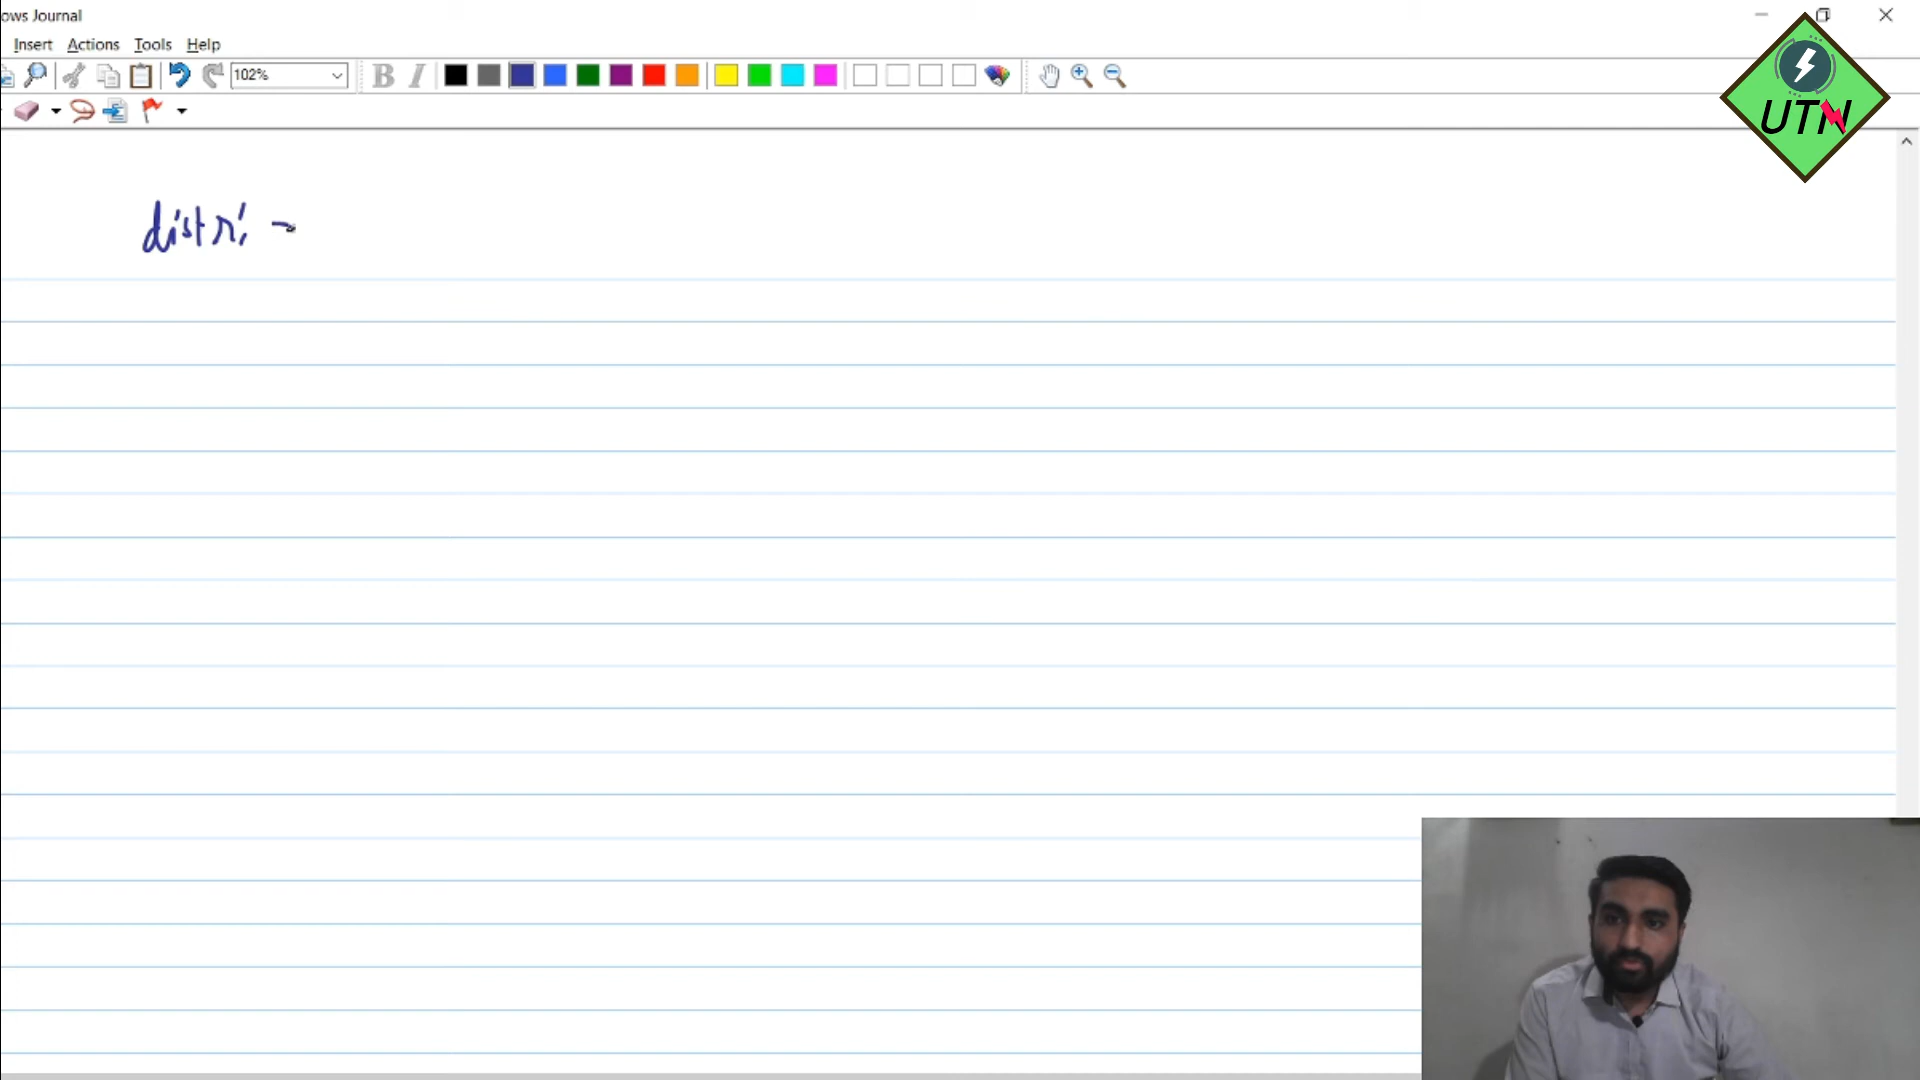 ows Journal
Insert Actions Tools Help
102% B I
UTN
distri →